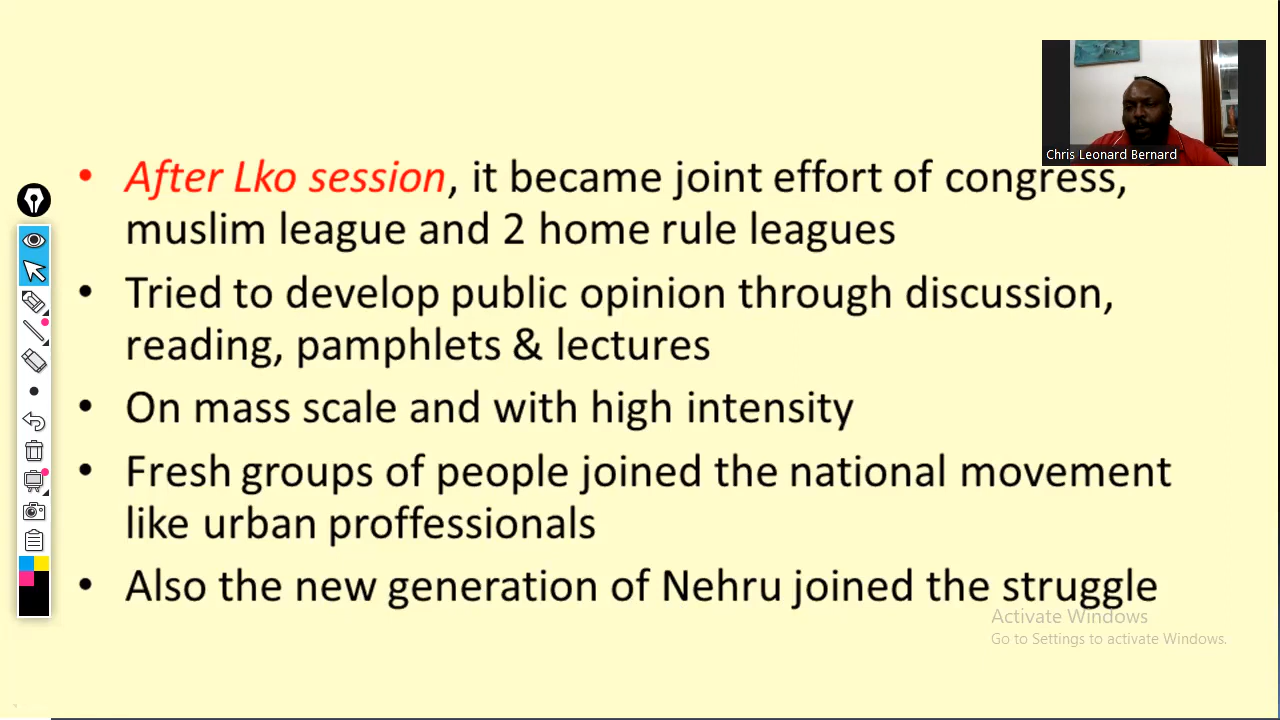 Chris Leonard Bernard
• After Lko session, it became joint effort of congress,
muslim league and 2 home rule leagues
• Tried to develop public opinion through discussion,
reading, pamphlets & lectures
• On mass scale and with high intensity
• Fresh groups of people joined the national movement
like urban proffessionals
• Also the new generation of Nehru joined the struggle
Activate Windows
Go to Settings to activate Windows.